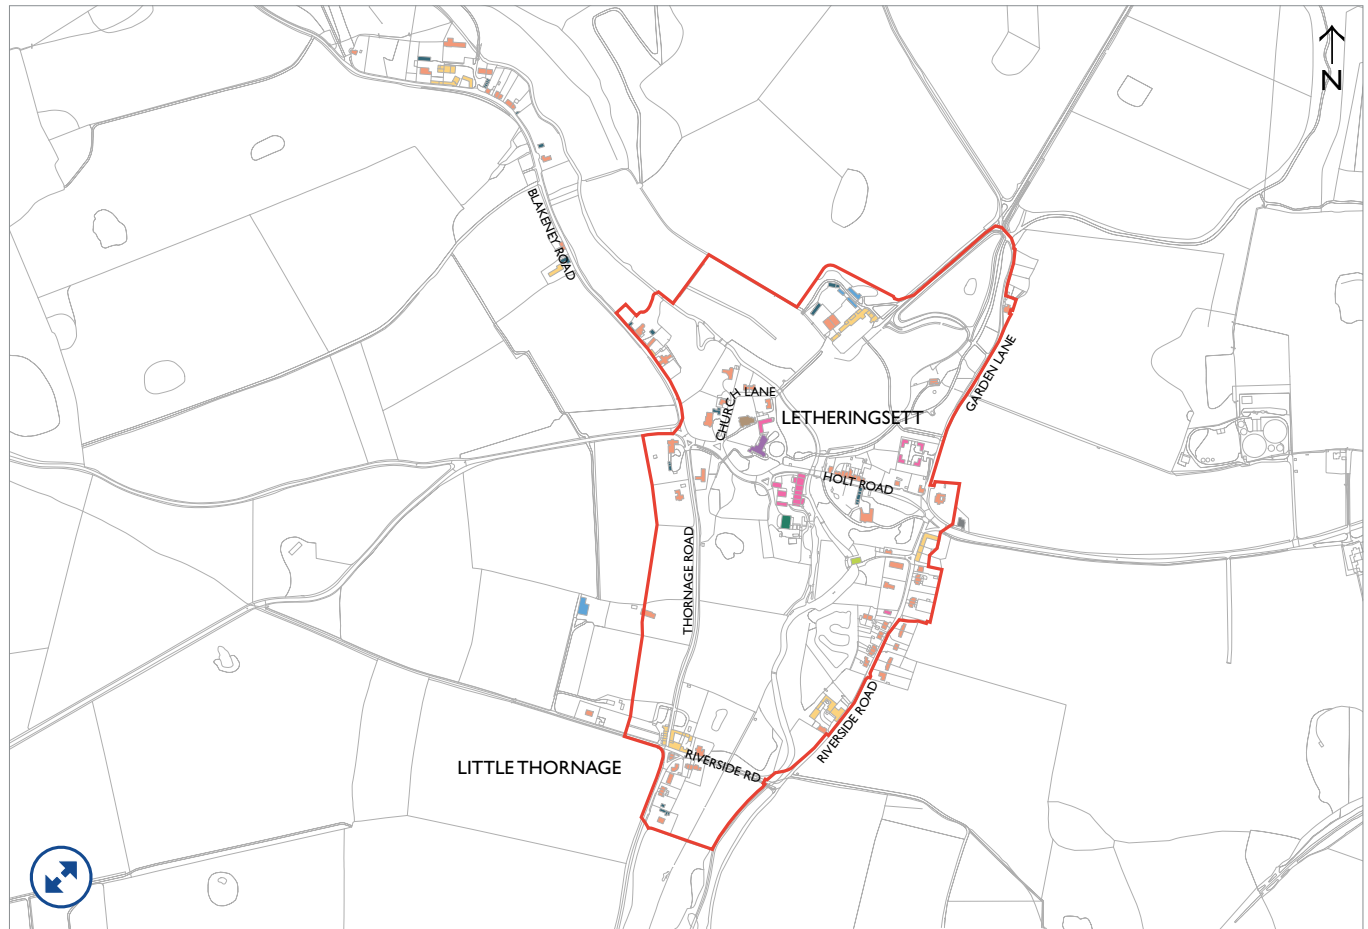 N
BLAKENEY ROAD
GARDEN LANE
CHURCH LANE
LETHERINGSETT
HOLT ROAD
THORNAGE ROAD
RIVERSIDE ROAD
RIVERSIDE RD
LITTLE THORNAGE